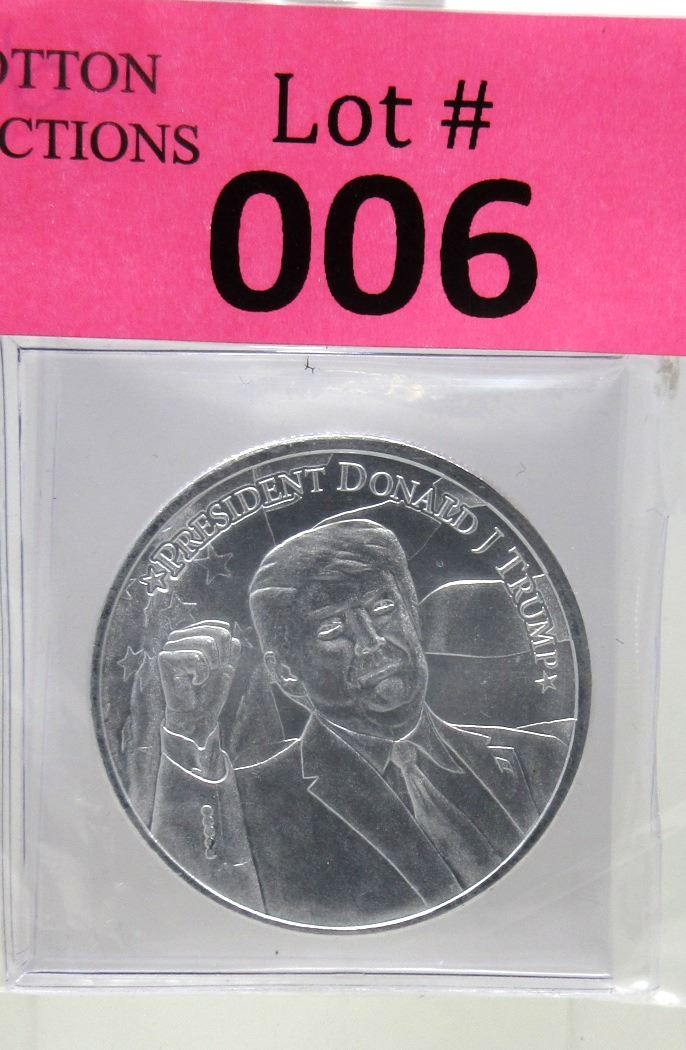 OTTON
CTIONS
Lot #
006
PRESIDENT DONALD J TRUMP